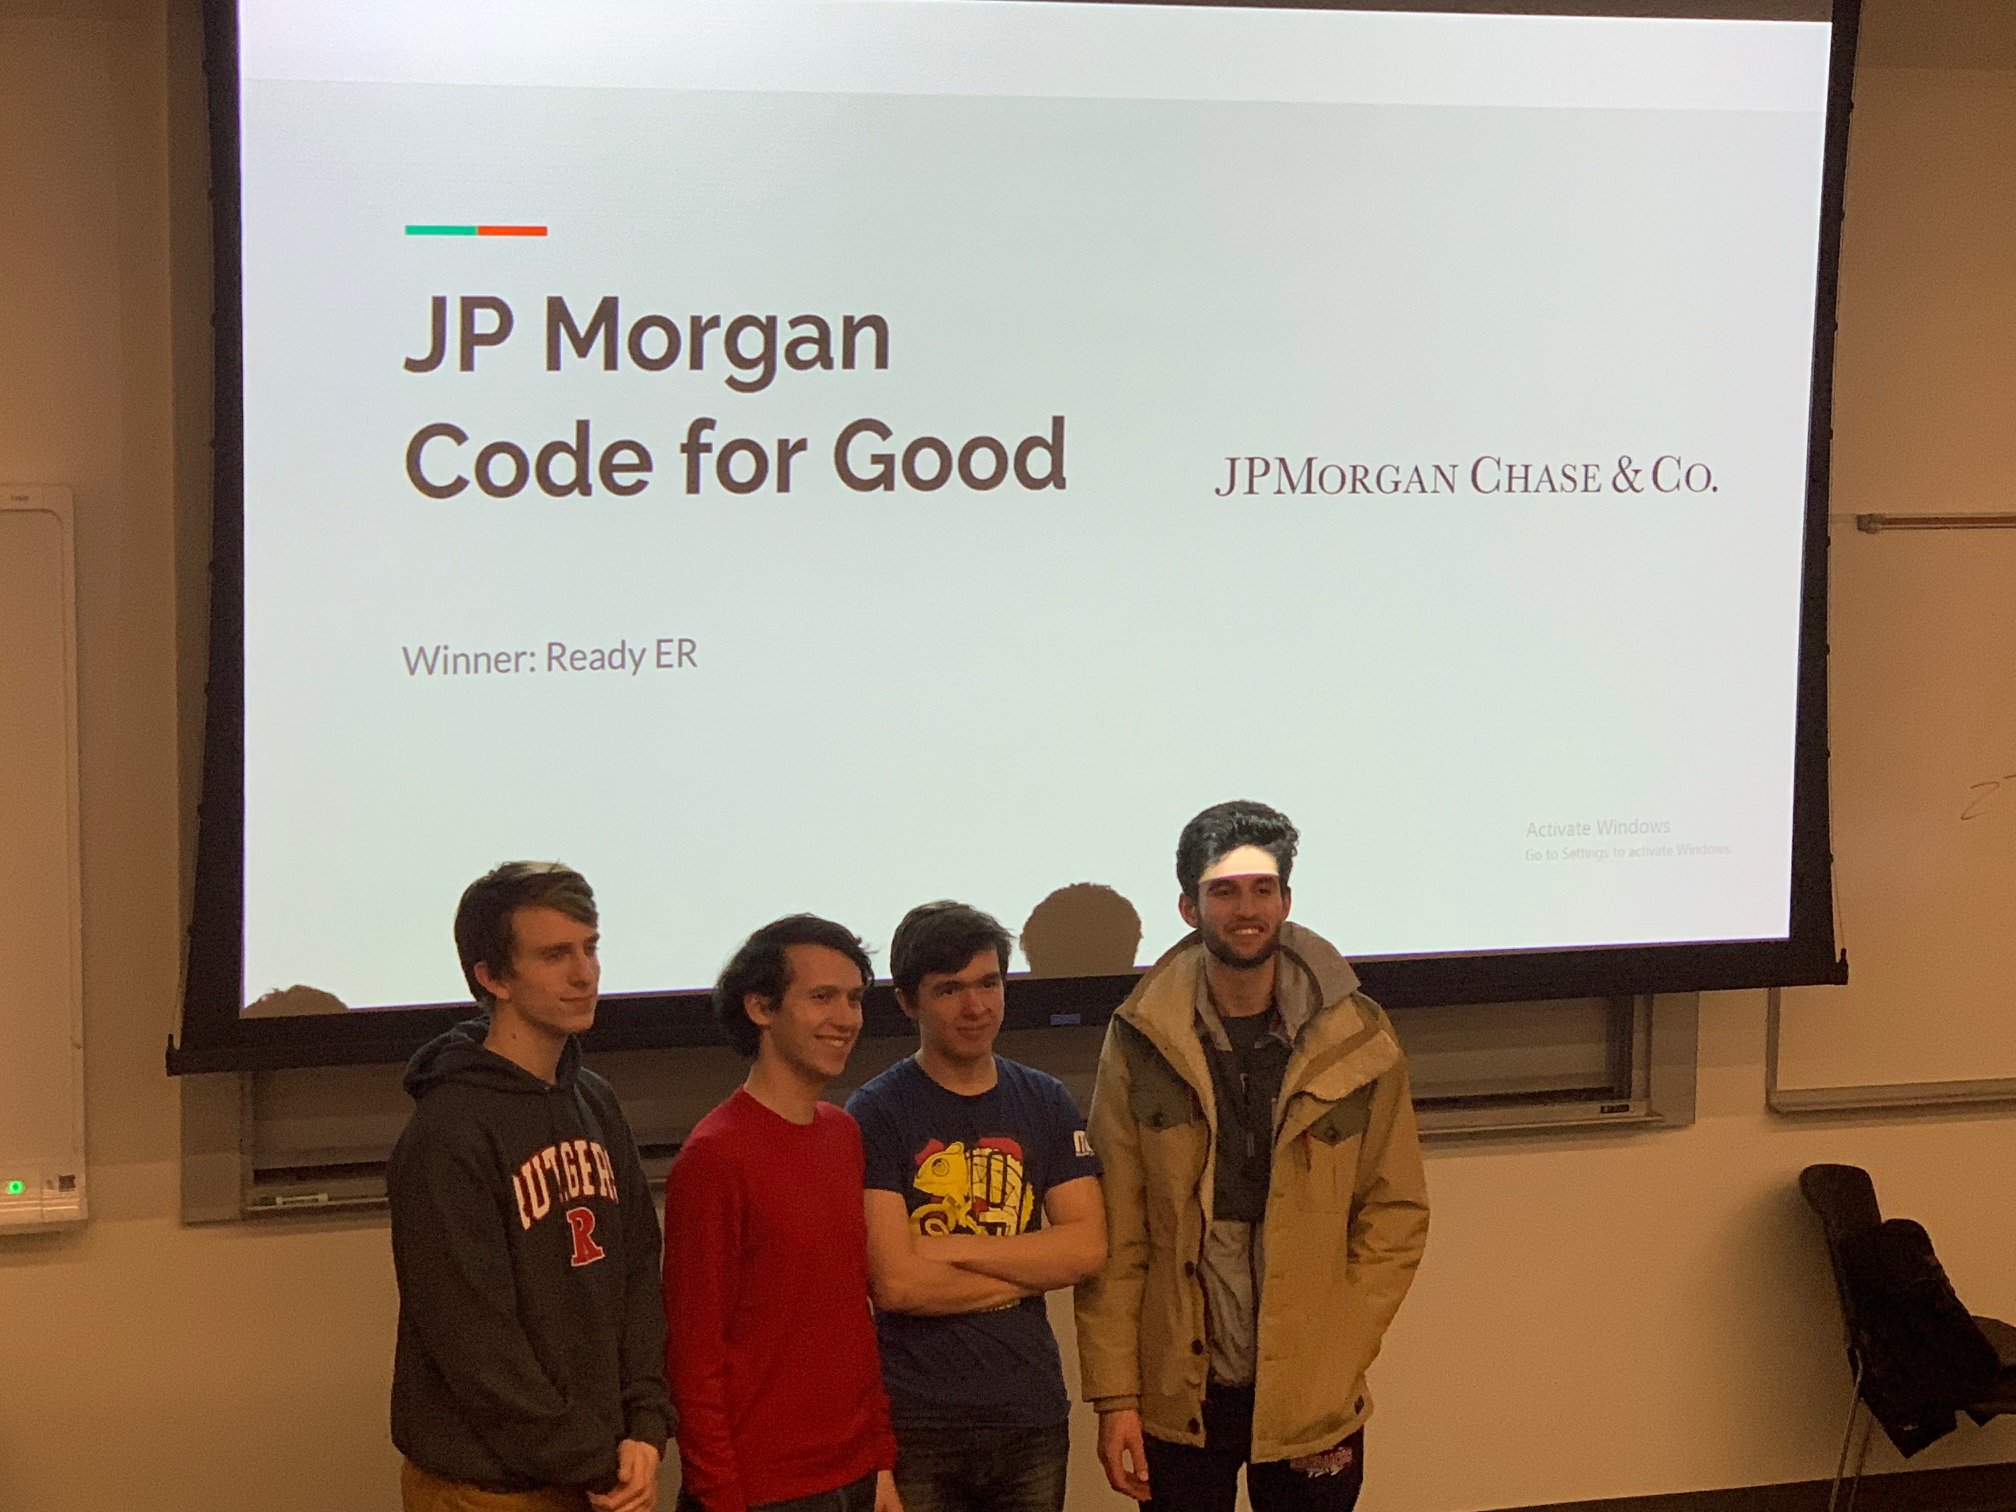 JP Morgan
Code for Good
JPMORGAN CHASE & CO.
Winner: Ready ER
Activate Windows
Go to Settings to activate Windows.
RUTGERS
R